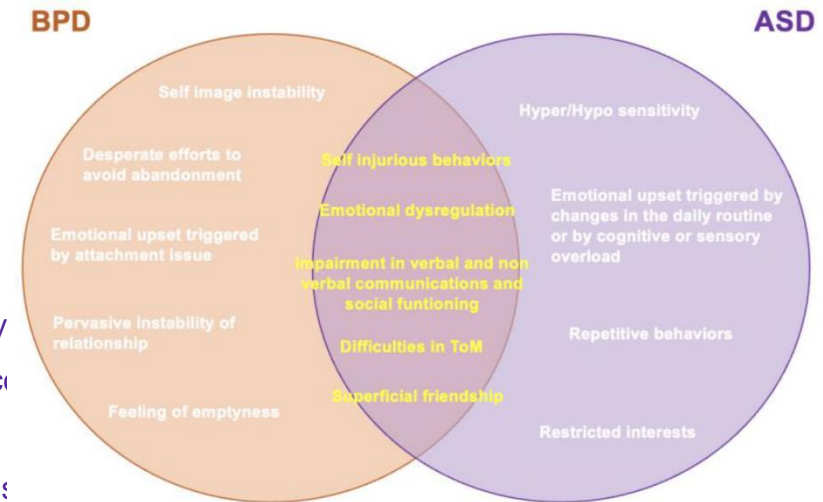 BPD
ASD
Self image instability
Desperate efforts to
avoid abandonment
Emotional upset triggered
by attachment issue
Pervasive instability of
relationship
Feeling of emptyness
Self injurious behaviors
Emotional dysregulation
Impairment in verbal and non
verbal communications and
social funtioning
Difficulties in ToM
Superficial friendship
Hyper/Hypo sensitivity
Emotional upset triggered by
changes in the daily routine
or by cognitive or sensory
overload
Repetitive behaviors
Restricted interests